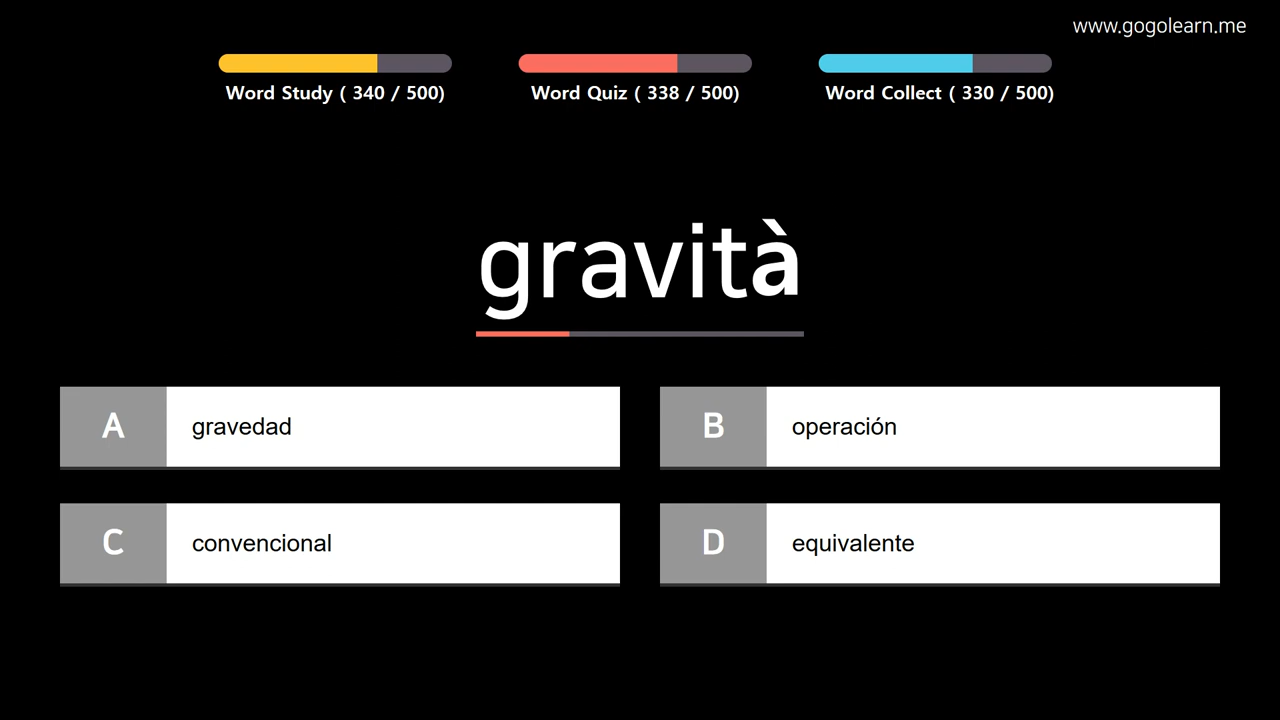 www.gogolearn.me
Word Study ( 340 / 500)
Word Quiz ( 338 / 500)
Word Collect ( 330 / 500)
gravità
A gravedad
B operación
C convencional
D equivalente